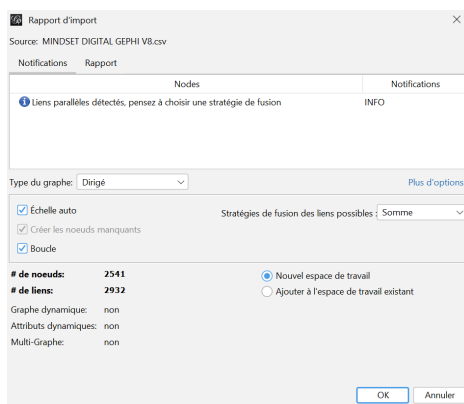 Rapport d'import
Source: MINDSET DIGITAL GEPHI V8.csv
Notifications Rapport
Nodes Notifications
Liens parallèles détectés, pensez à choisir une stratégie de fusion INFO
Type du graphe: Dirigé Plus d'options
Échelle auto Stratégies de fusion des liens possibles : Somme
Créer les noeuds manquants
Boucle
# de noeuds: 2541 Nouvel espace de travail
# de liens: 2932 Ajouter à l'espace de travail existant
Graphe dynamique: non
Attributs dynamiques: non
Multi-Graphe: non
OK Annuler